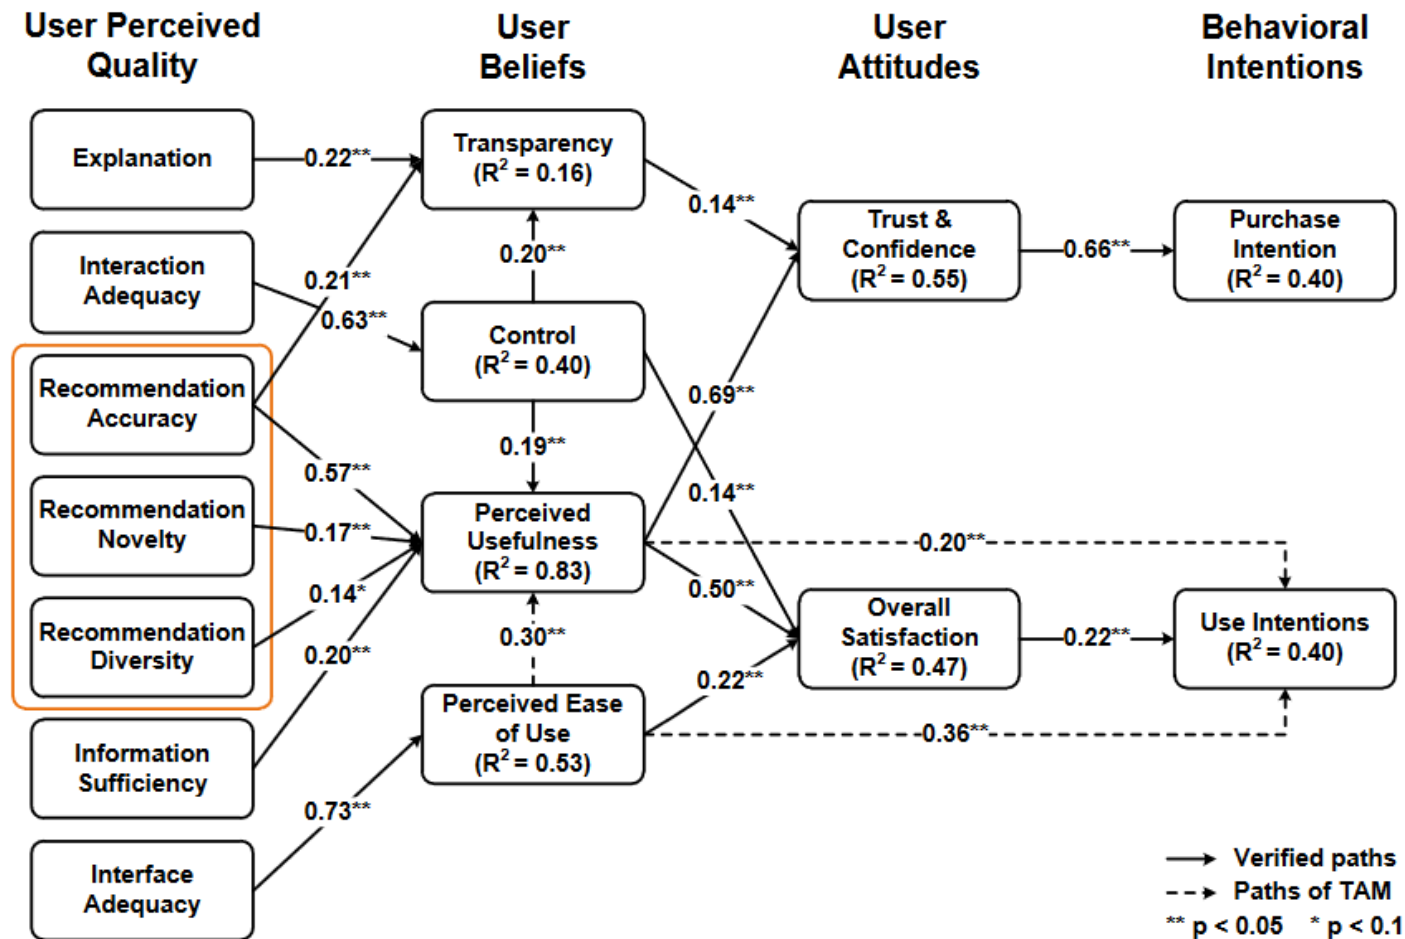 User Perceived
Quality
User
Beliefs
User
Attitudes
Behavioral
Intentions
Explanation
Interaction
Adequacy
Recommendation
Accuracy
Recommendation
Novelty
Recommendation
Diversity
Information
Sufficiency
Interface
Adequacy
0.22**
0.21**
0.63**
0.57**
0.17**
0.14*
0.20**
0.73**
Transparency
(R² = 0.16)
0.20**
Control
(R² = 0.40)
0.19**
Perceived
Usefulness
(R² = 0.83)
0.30**
Perceived Ease
of Use
(R² = 0.53)
0.14**
0.69**
0.14**
0.50**
0.22**
0.20**
0.36**
Trust &
Confidence
(R² = 0.55)
Overall
Satisfaction
(R² = 0.47)
0.66**
0.22**
Purchase
Intention
(R² = 0.40)
Use Intentions
(R² = 0.40)
Verified paths
Paths of TAM
** p < 0.05 * p < 0.1